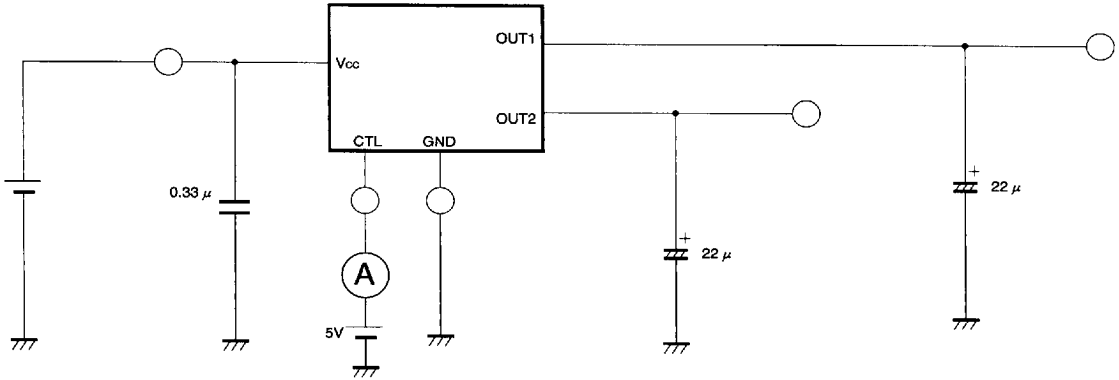 OUT1
Vcc
OUT2
CTL GND
0.33 μ
+
22 μ
+
22 μ
A
5V